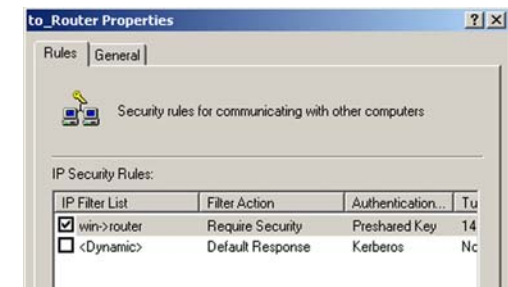 to_Router Properties
Rules General
Security rules for communicating with other computers
IP Security Rules:
IP Filter List Filter Action Authentication... Tu
win->router Require Security Preshared Key 14
<Dynamic> Default Response Kerberos Nc